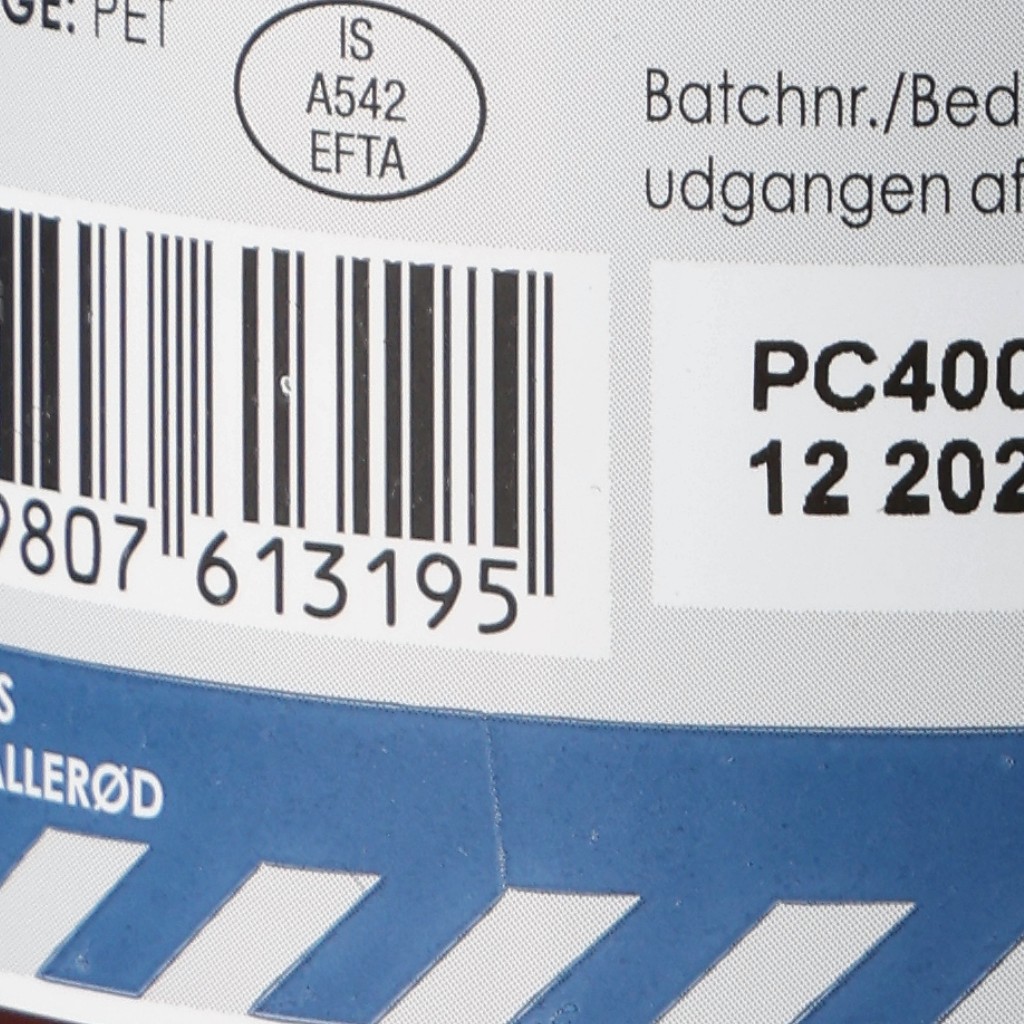 GE: PET
IS
A542
EFTA
Batchnr./Bed
udgangen af
PC400
12 202
9807 613195
S
ALLERØD